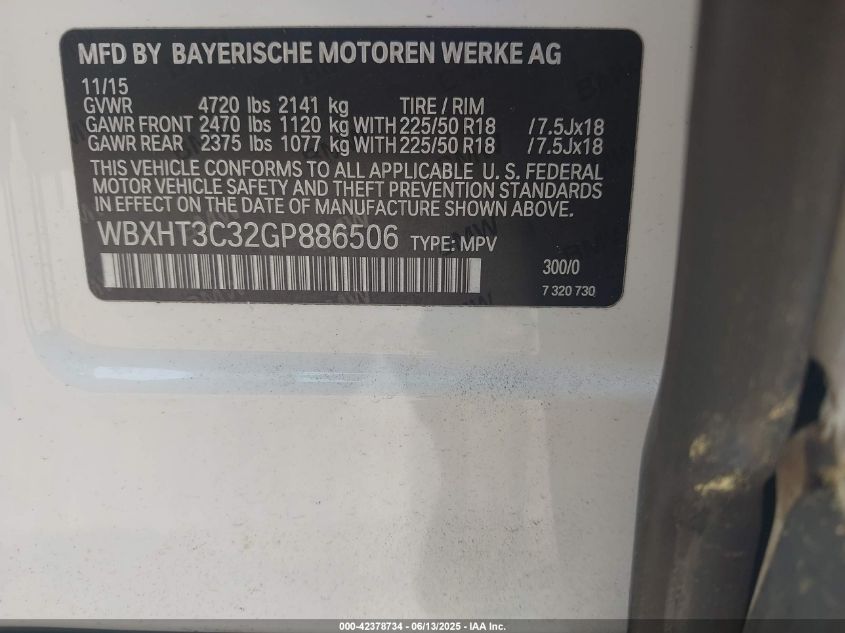 MFD BY BAYERISCHE MOTOREN WERKE AG
11/15
GVWR 4720 lbs 2141 kg TIRE / RIM
GAWR FRONT 2470 lbs 1120 kg WITH 225/50 R18 /7.5Jx18
GAWR REAR 2375 lbs 1077 kg WITH 225/50 R18 /7.5Jx18
THIS VEHICLE CONFORMS TO ALL APPLICABLE U. S. FEDERAL
MOTOR VEHICLE SAFETY AND THEFT PREVENTION STANDARDS
IN EFFECT ON THE DATE OF MANUFACTURE SHOWN ABOVE.
WBXHT3C32GP886506 TYPE: MPV
300/0
7 320 730
000-42378734 - 06/13/2025 - IAA Inc.